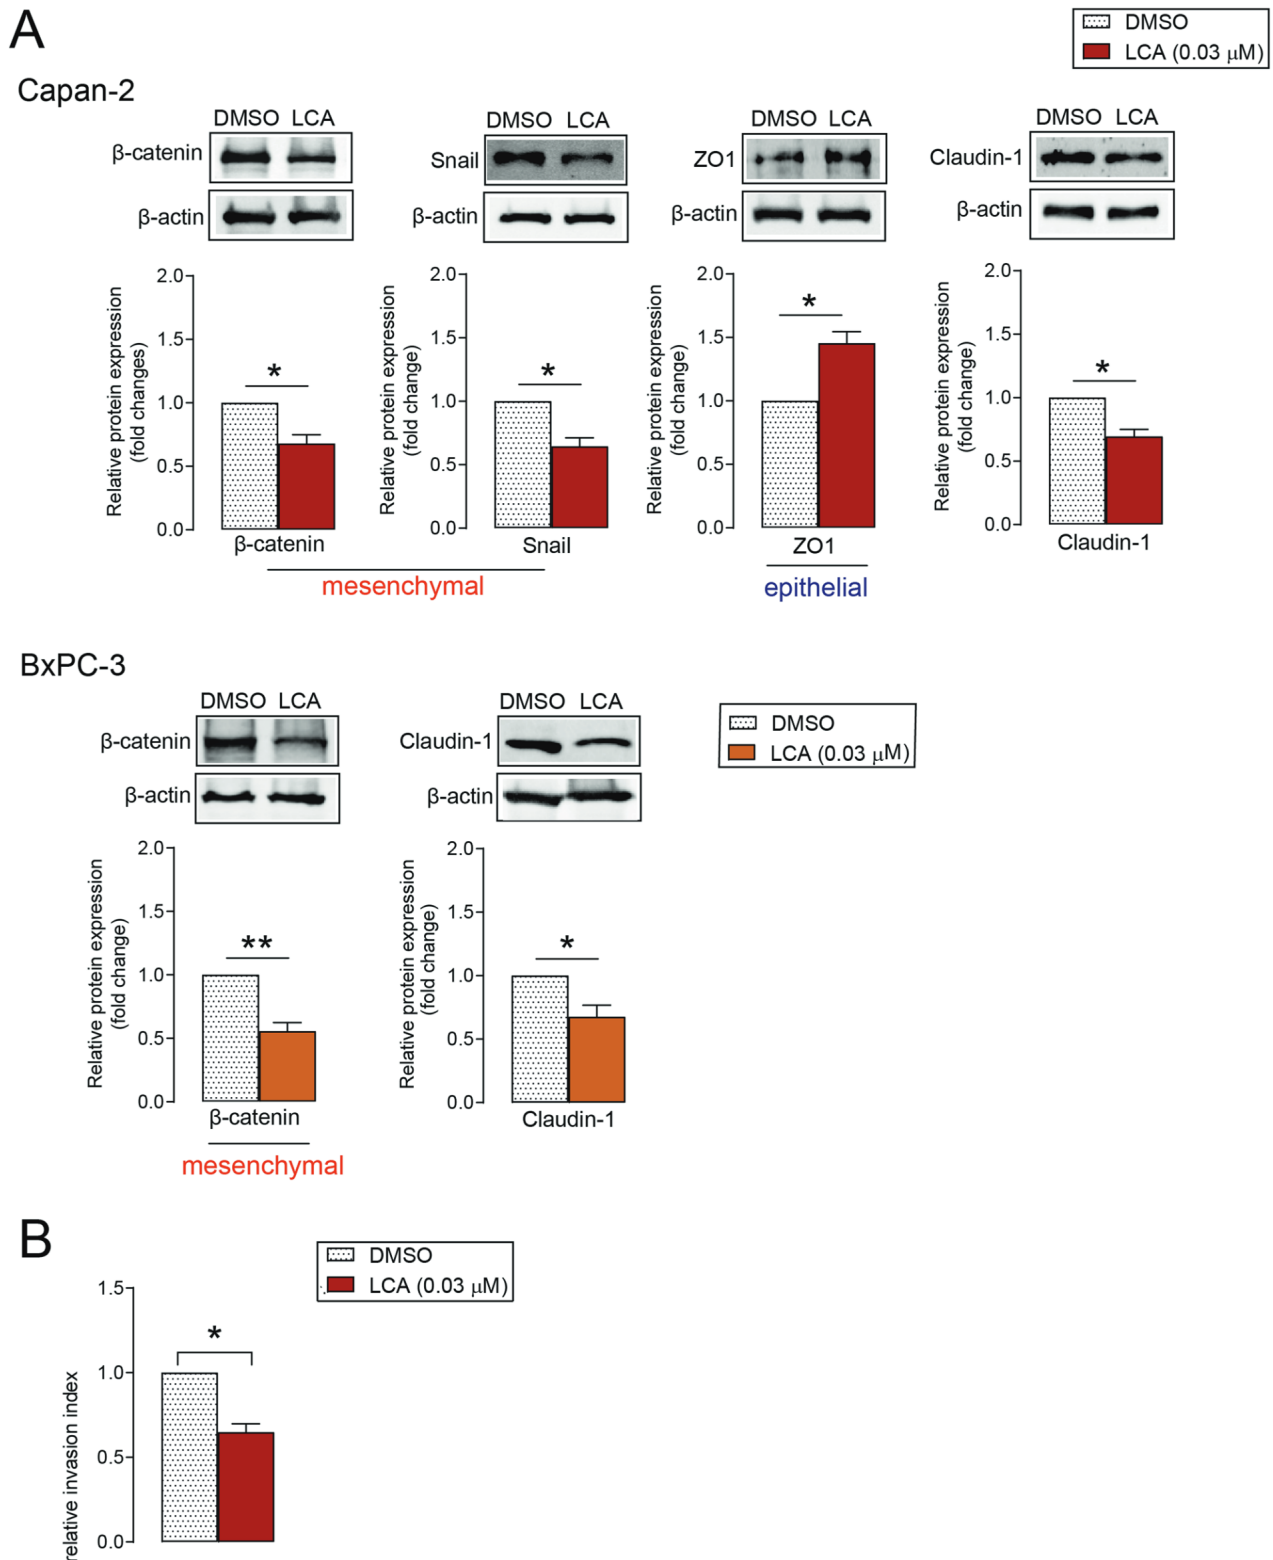 A
DMSO
LCA (0.03 μM)
Capan-2
DMSO LCA
β-catenin
β-actin
2.0
1.5
1.0
0.5
0.0
Relative protein expression
(fold changes)
*
β-catenin
DMSO LCA
Snail
β-actin
2.0
1.5
1.0
0.5
0.0
Relative protein expression
(fold change)
*
Snail
mesenchymal
DMSO LCA
ZO1
β-actin
2.0
1.5
1.0
0.5
0.0
Relative protein expression
(fold change)
*
ZO1
epithelial
DMSO LCA
Claudin-1
β-actin
2.0
1.5
1.0
0.5
0.0
Relative protein expression
(fold change)
*
Claudin-1
BxPC-3
DMSO LCA
β-catenin
β-actin
2.0
1.5
1.0
0.5
0.0
Relative protein expression
(fold change)
**
β-catenin
mesenchymal
DMSO LCA
Claudin-1
β-actin
2.0
1.5
1.0
0.5
0.0
Relative protein expression
(fold change)
*
Claudin-1
DMSO
LCA (0.03 μM)
B
DMSO
LCA (0.03 μM)
1.5
1.0
0.5
0.0
relative invasion index
*